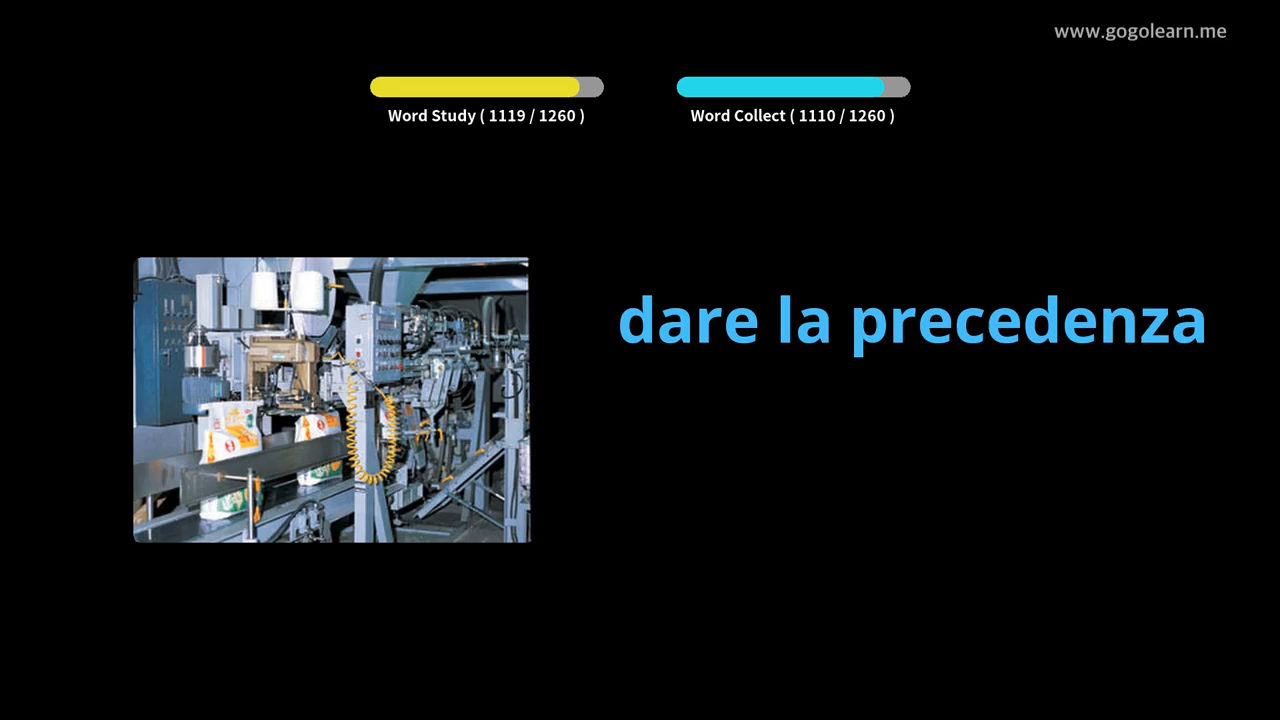 www.gogolearn.me
Word Study ( 1119 / 1260 )
Word Collect ( 1110 / 1260 )
dare la precedenza